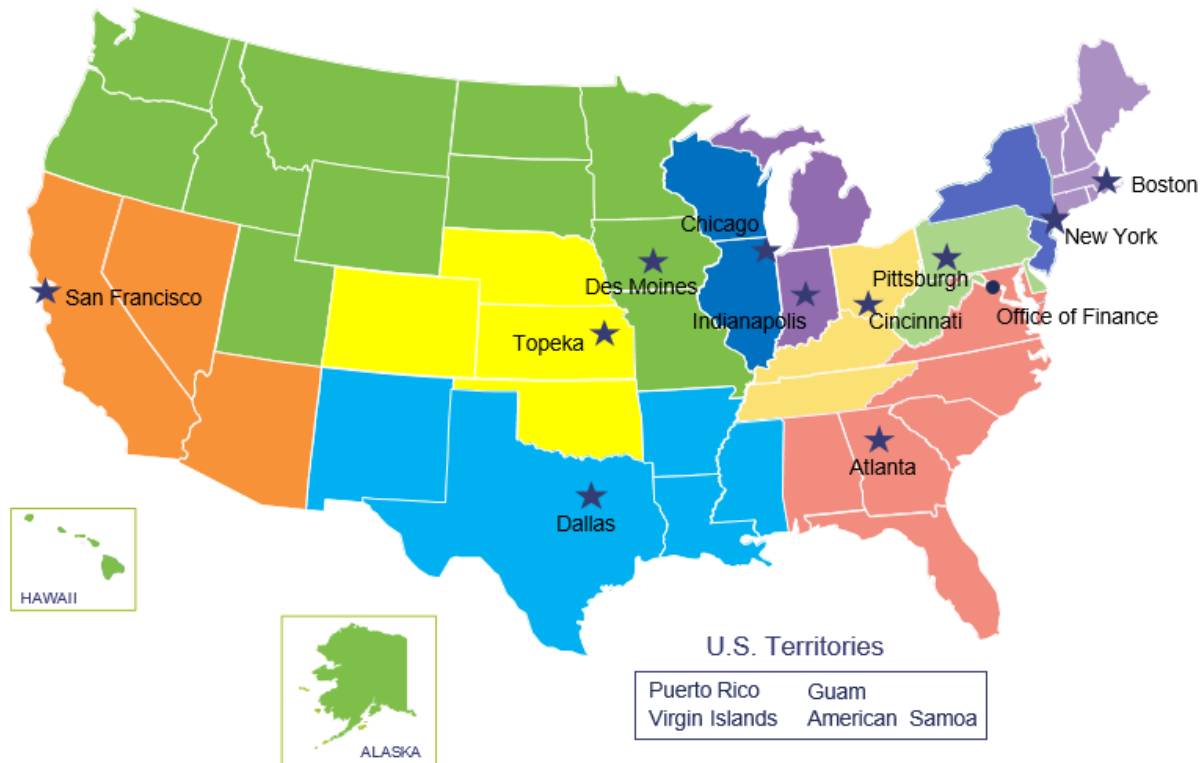 Boston
Chicago
New York
Pittsburgh
Des Moines
San Francisco
Indianapolis
Cincinnati
Office of Finance
Topeka
Atlanta
Dallas
HAWAII
U.S. Territories
Puerto Rico Guam
Virgin Islands American Samoa
ALASKA